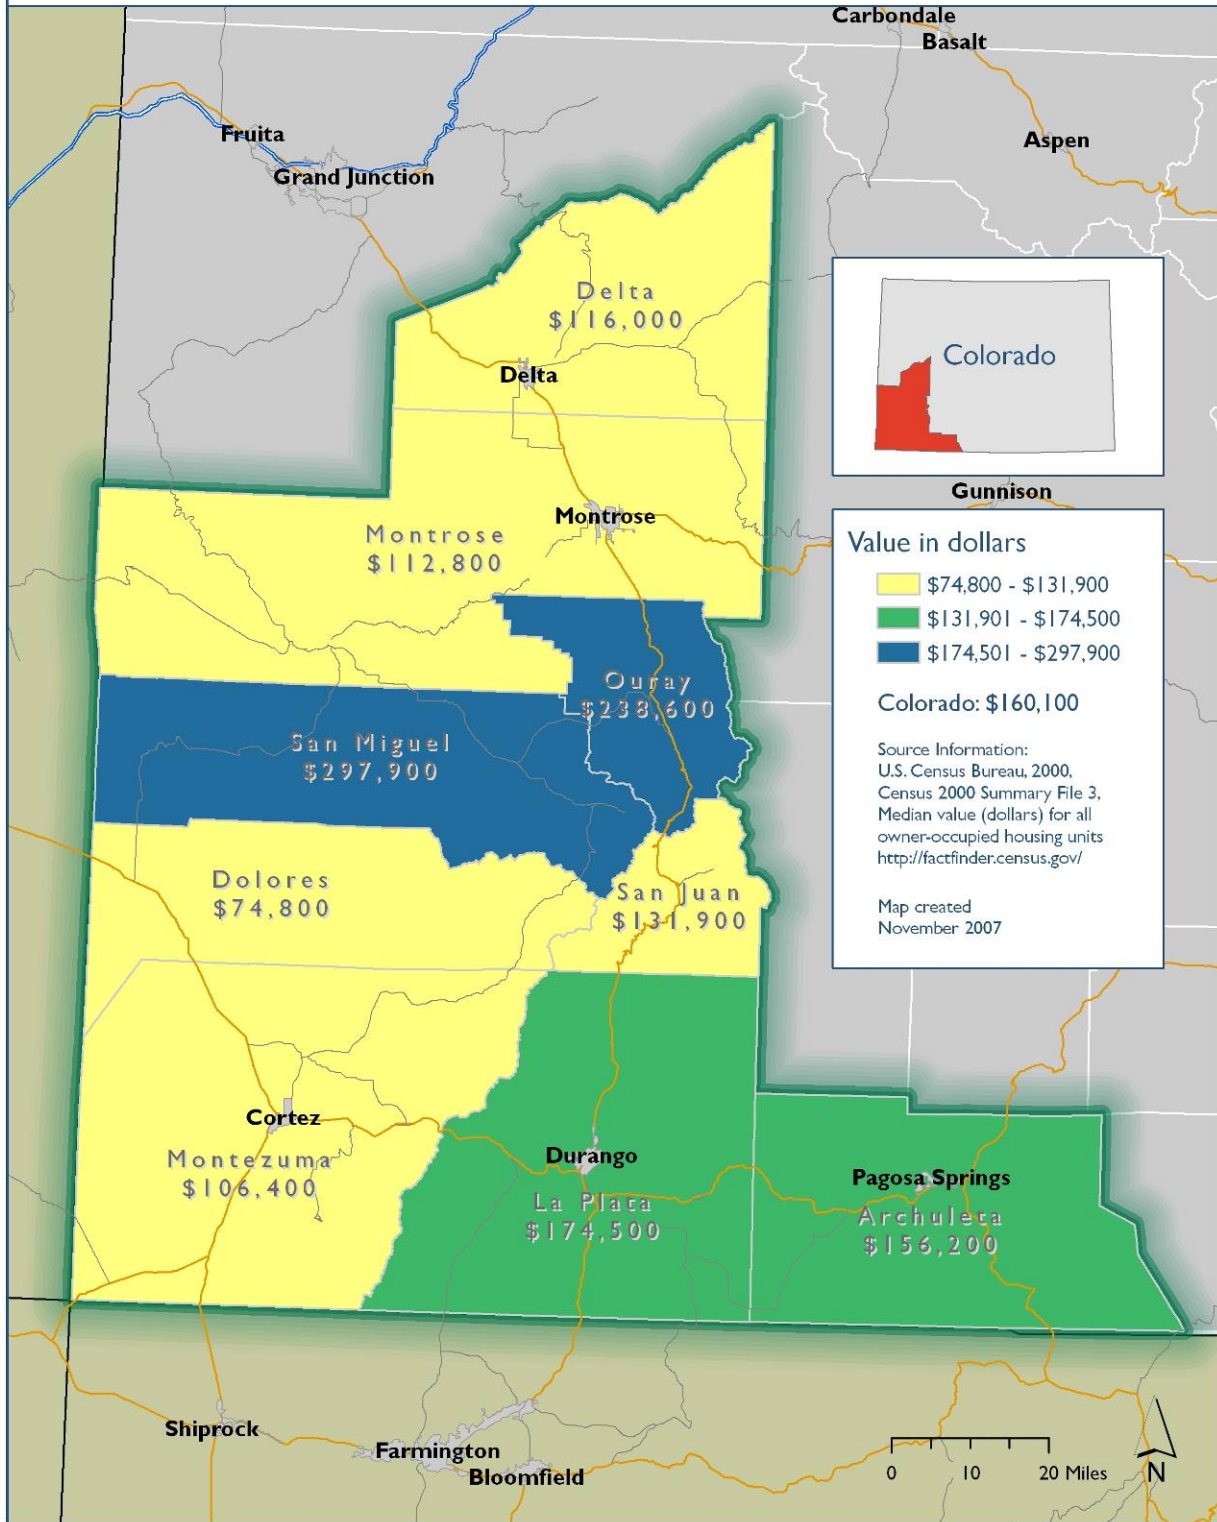 Carbondale
Basalt
Fruita
Aspen
Grand Junction
Delta
$116,000
Colorado
Delta
Gunnison
Montrose
Montrose
$112,800
Value in dollars
$74,800 - $131,900
$131,901 - $174,500
$174,501 - $297,900
Colorado: $160,100
Source Information:
U.S. Census Bureau, 2000,
Census 2000 Summary File 3,
Median value (dollars) for all
owner-occupied housing units
http://factfinder.census.gov/
Map created
November 2007
Ouray
$238,600
San Miguel
$297,900
Dolores
$74,800
San Juan
$131,900
Cortez
Montezuma
$106,400
Durango
La Plata
$174,500
Pagosa Springs
Archuleta
$156,200
Shiprock
Farmington
Bloomfield
0 10 20 Miles
N